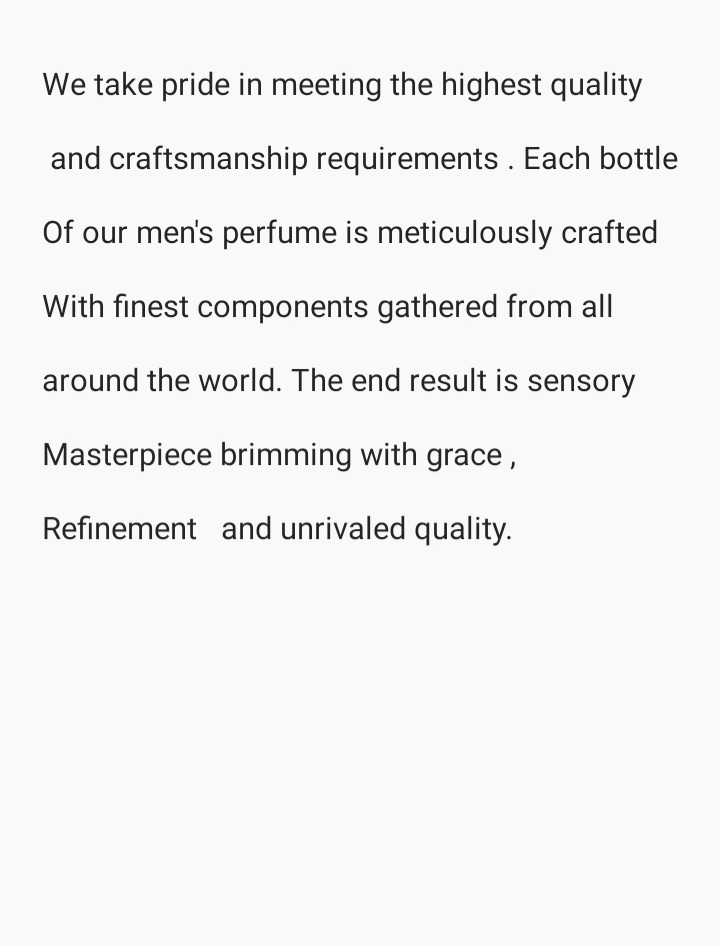 We take pride in meeting the highest quality
and craftsmanship requirements . Each bottle
Of our men's perfume is meticulously crafted
With finest components gathered from all
around the world. The end result is sensory
Masterpiece brimming with grace ,
Refinement   and unrivaled quality.